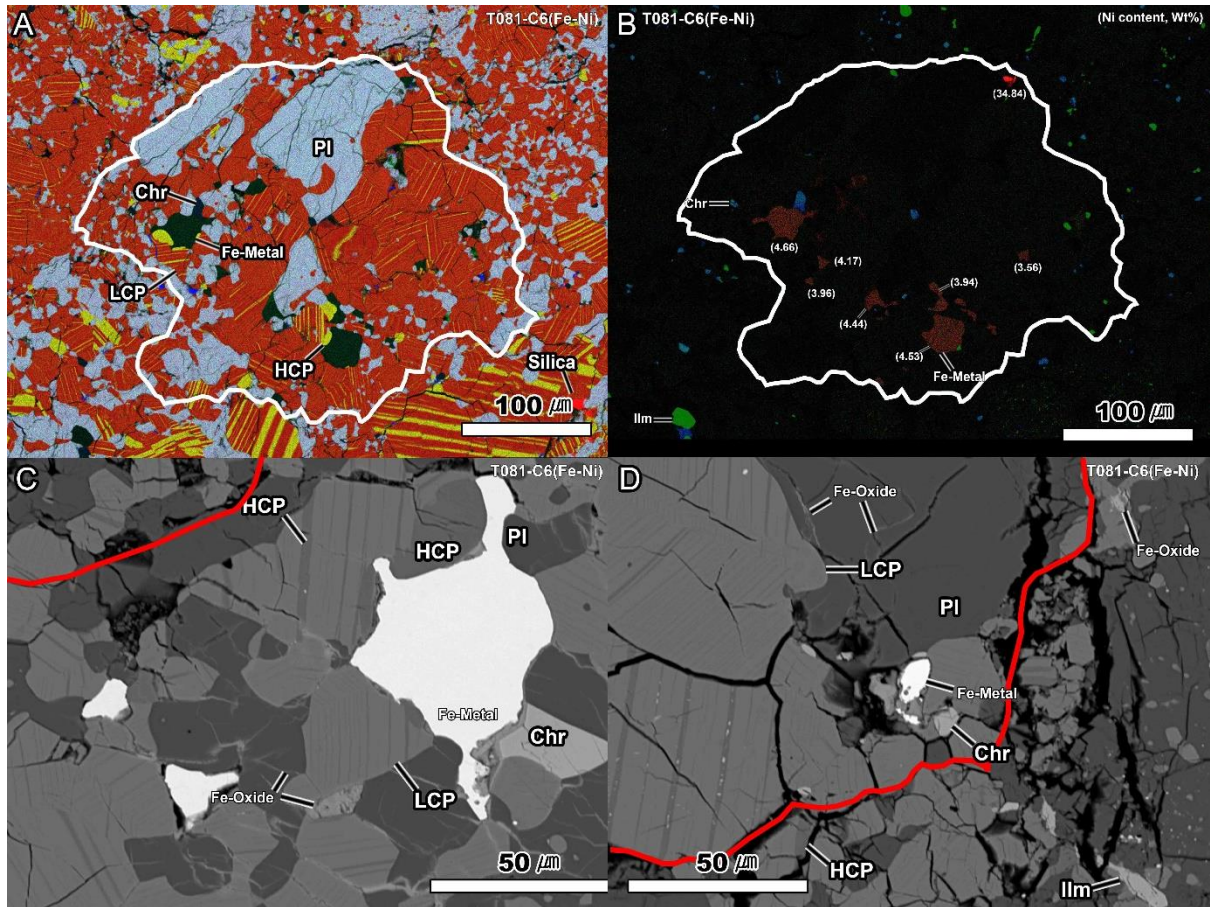 A
T081-C6(Fe-Ni)
Pl
Chr
Fe-Metal
LCP
HCP
Silica
100 ㎛
B
T081-C6(Fe-Ni)
(Ni content, Wt%)
(34.84)
Chr
(4.66)
(4.17)
(3.96)
(3.56)
(3.94)
(4.44)
(4.53)
Fe-Metal
Ilm
100 ㎛
C
T081-C6(Fe-Ni)
HCP
HCP
Pl
Fe-Metal
Chr
Fe-Oxide
LCP
50 ㎛
D
T081-C6(Fe-Ni)
Fe-Oxide
Fe-Oxide
LCP
Pl
Fe-Metal
Chr
50 ㎛
HCP
Ilm